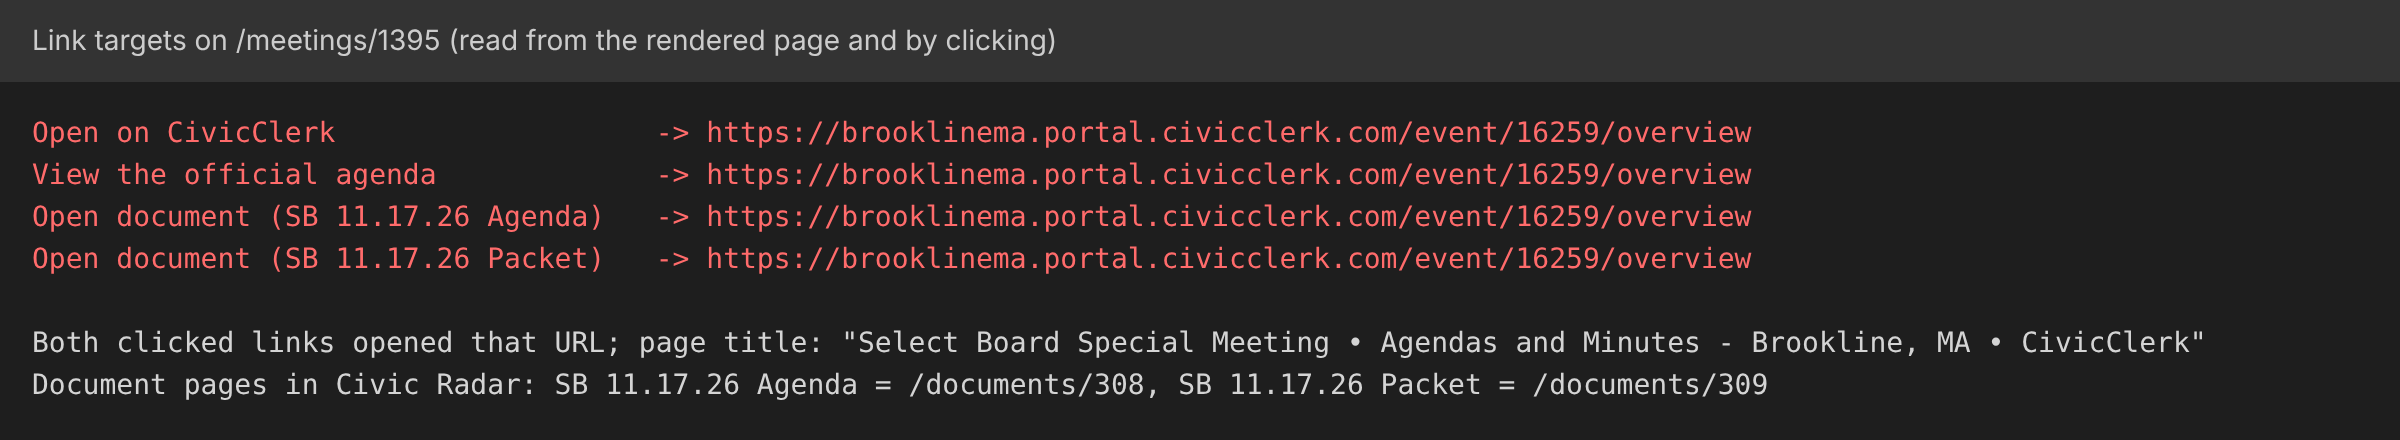 Link targets on /meetings/1395 (read from the rendered page and by clicking)
Open on CivicClerk -> https://brooklinema.portal.civicclerk.com/event/16259/overview
View the official agenda -> https://brooklinema.portal.civicclerk.com/event/16259/overview
Open document (SB 11.17.26 Agenda) -> https://brooklinema.portal.civicclerk.com/event/16259/overview
Open document (SB 11.17.26 Packet) -> https://brooklinema.portal.civicclerk.com/event/16259/overview
Both clicked links opened that URL; page title: "Select Board Special Meeting • Agendas and Minutes - Brookline, MA • CivicClerk"
Document pages in Civic Radar: SB 11.17.26 Agenda = /documents/308, SB 11.17.26 Packet = /documents/309